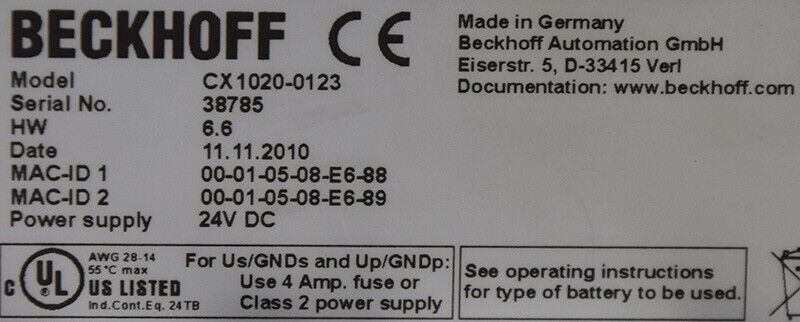 BECKHOFF CE
Made in Germany
Beckhoff Automation GmbH
Eiserstr. 5, D-33415 Verl
Documentation: www.beckhoff.com
Model CX1020-0123
Serial No. 38785
HW 6.6
Date 11.11.2010
MAC-ID 1 00-01-05-08-E6-88
MAC-ID 2 00-01-05-08-E6-89
Power supply 24V DC
C UL US LISTED
AWG 28-14
55°C max
Ind.Cont.Eq. 24TB
For Us/GNDs and Up/GNDp:
Use 4 Amp. fuse or
Class 2 power supply
See operating instructions
for type of battery to be used.